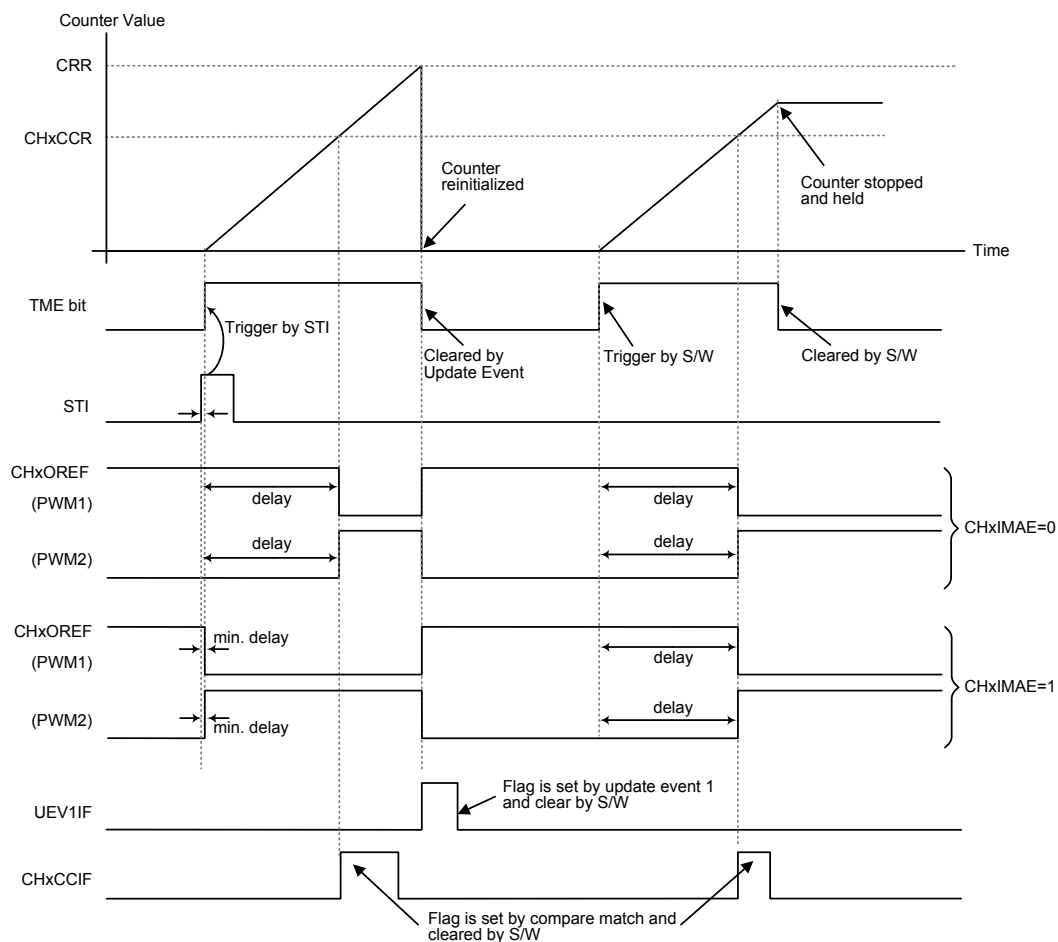 Counter Value
CRR
CHxCCR
Counter
reinitialized
Counter stopped
and held
Time
TME bit
Trigger by STI
Cleared by
Update Event
Trigger by S/W
Cleared by S/W
STI
CHxOREF
(PWM1)
delay
delay
(PWM2)
delay
delay
CHxIMAE=0
CHxOREF
(PWM1)
min. delay
delay
(PWM2)
min. delay
delay
CHxIMAE=1
UEV1IF
Flag is set by update event 1
and clear by S/W
CHxCCIF
Flag is set by compare match and
cleared by S/W